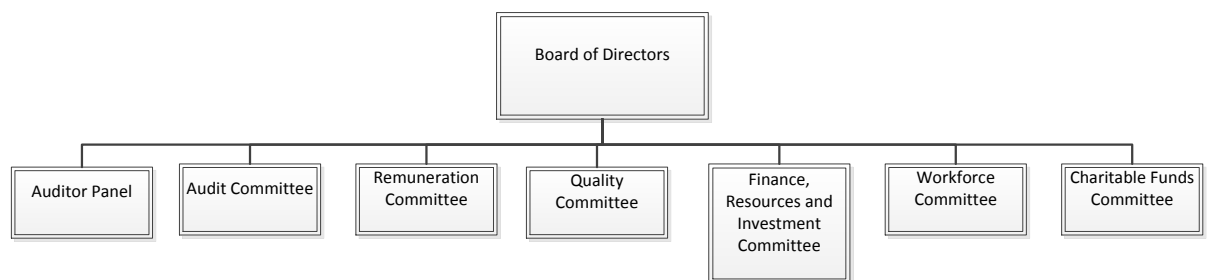 Board of Directors
Auditor Panel
Audit Committee
Remuneration
Committee
Quality
Committee
Finance,
Resources and
Investment
Committee
Workforce
Committee
Charitable Funds
Committee